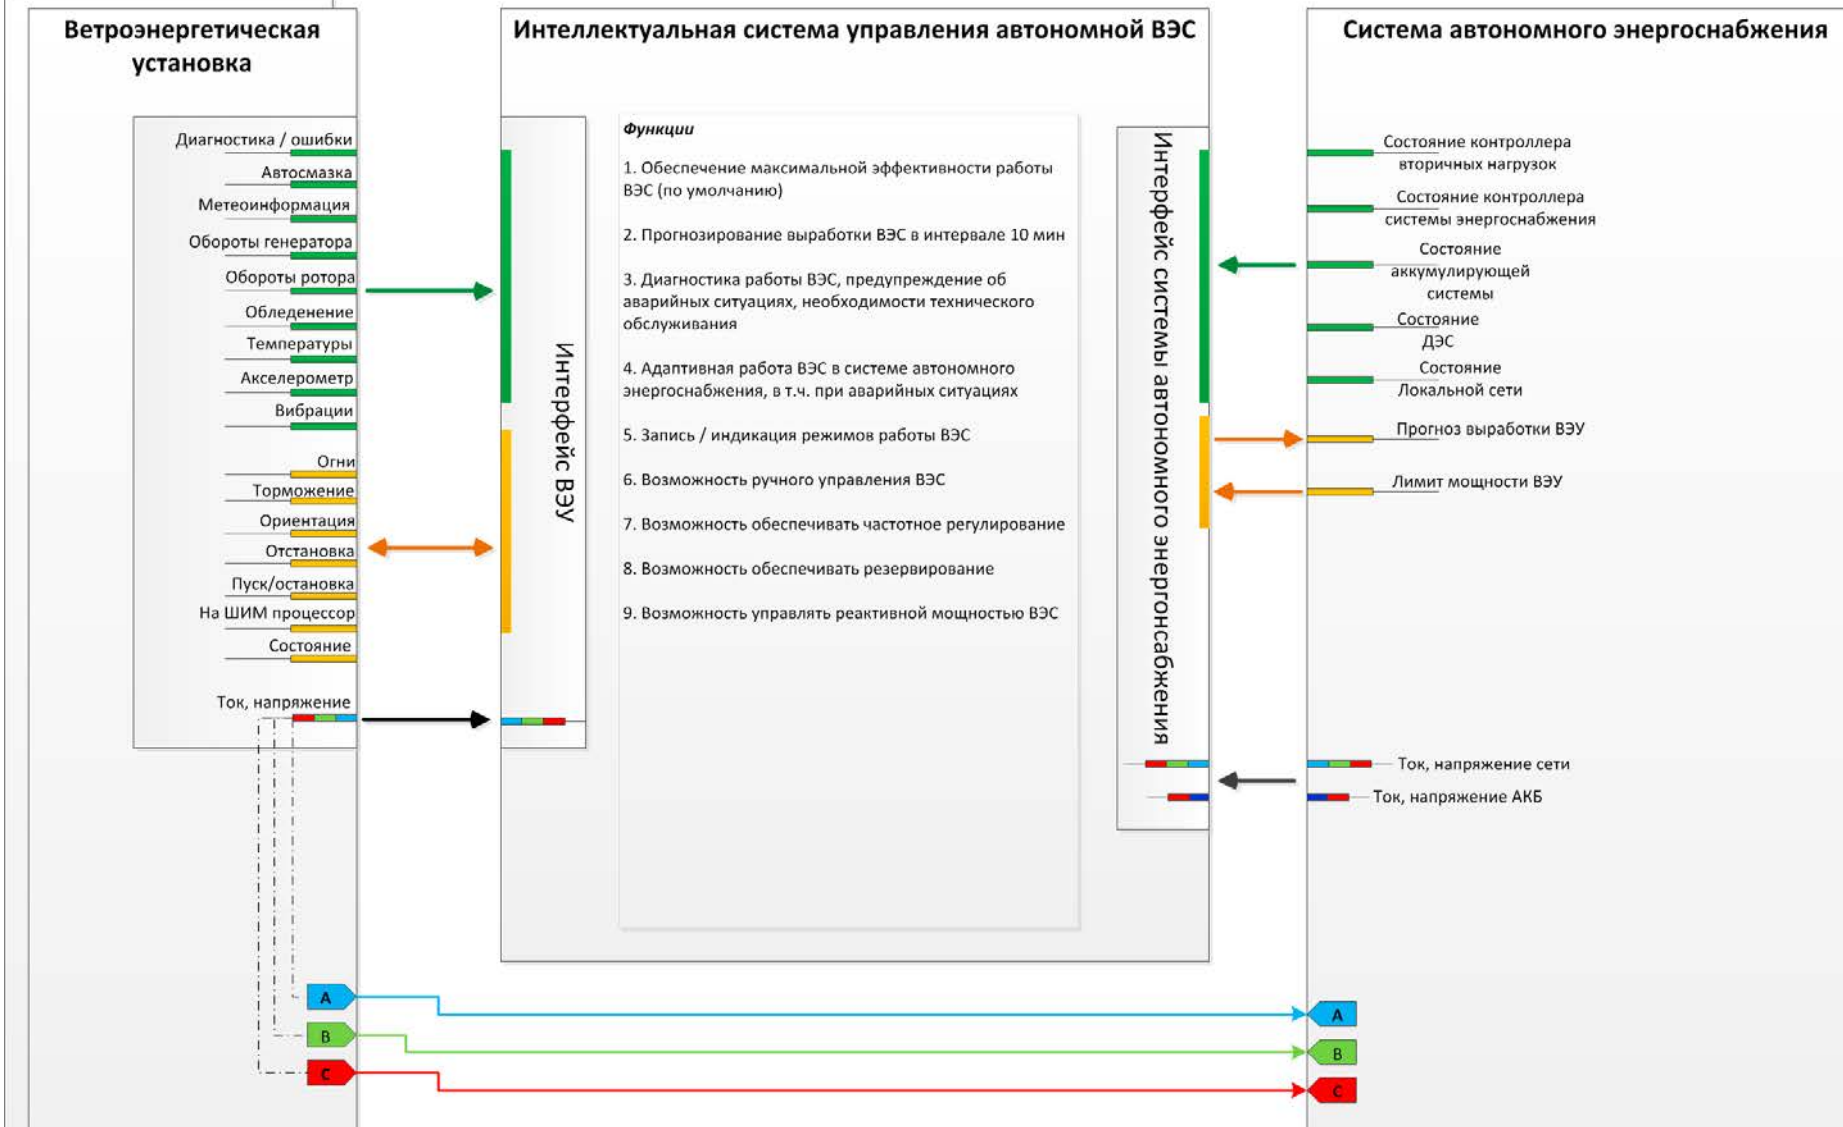 Ветроэнергетическая
установка
Диагностика / ошибки
Автосмазка
Метеоинформация
Обороты генератора
Обороты ротора
Обледенение
Температуры
Акселерометр
Вибрации
Огни
Торможение
Ориентация
Отстановка
Пуск/остановка
На ШИМ процессор
Состояние
Ток, напряжение
A
B
C
Интеллектуальная система управления автономной ВЭС
Интерфейс ВЭУ
Функции
1. Обеспечение максимальной эффективности работы
ВЭС (по умолчанию)
2. Прогнозирование выработки ВЭС в интервале 10 мин
3. Диагностика работы ВЭС, предупреждение об
аварийных ситуациях, необходимости технического
обслуживания
4. Адаптивная работа ВЭС в системе автономного
энергоснабжения, в т.ч. при аварийных ситуациях
5. Запись / индикация режимов работы ВЭС
6. Возможность ручного управления ВЭС
7. Возможность обеспечивать частотное регулирование
8. Возможность обеспечивать резервирование
9. Возможность управлять реактивной мощностью ВЭС
Интерфейс системы автономного энергонсабжения
Система автономного энергоснабжения
Состояние контроллера
вторичных нагрузок
Состояние контроллера
системы энергоснабжения
Состояние
аккумулирующей
системы
Состояние
ДЭС
Состояние
Локальной сети
Прогноз выработки ВЭУ
Лимит мощности ВЭУ
Ток, напряжение сети
Ток, напряжение АКБ
A
B
C